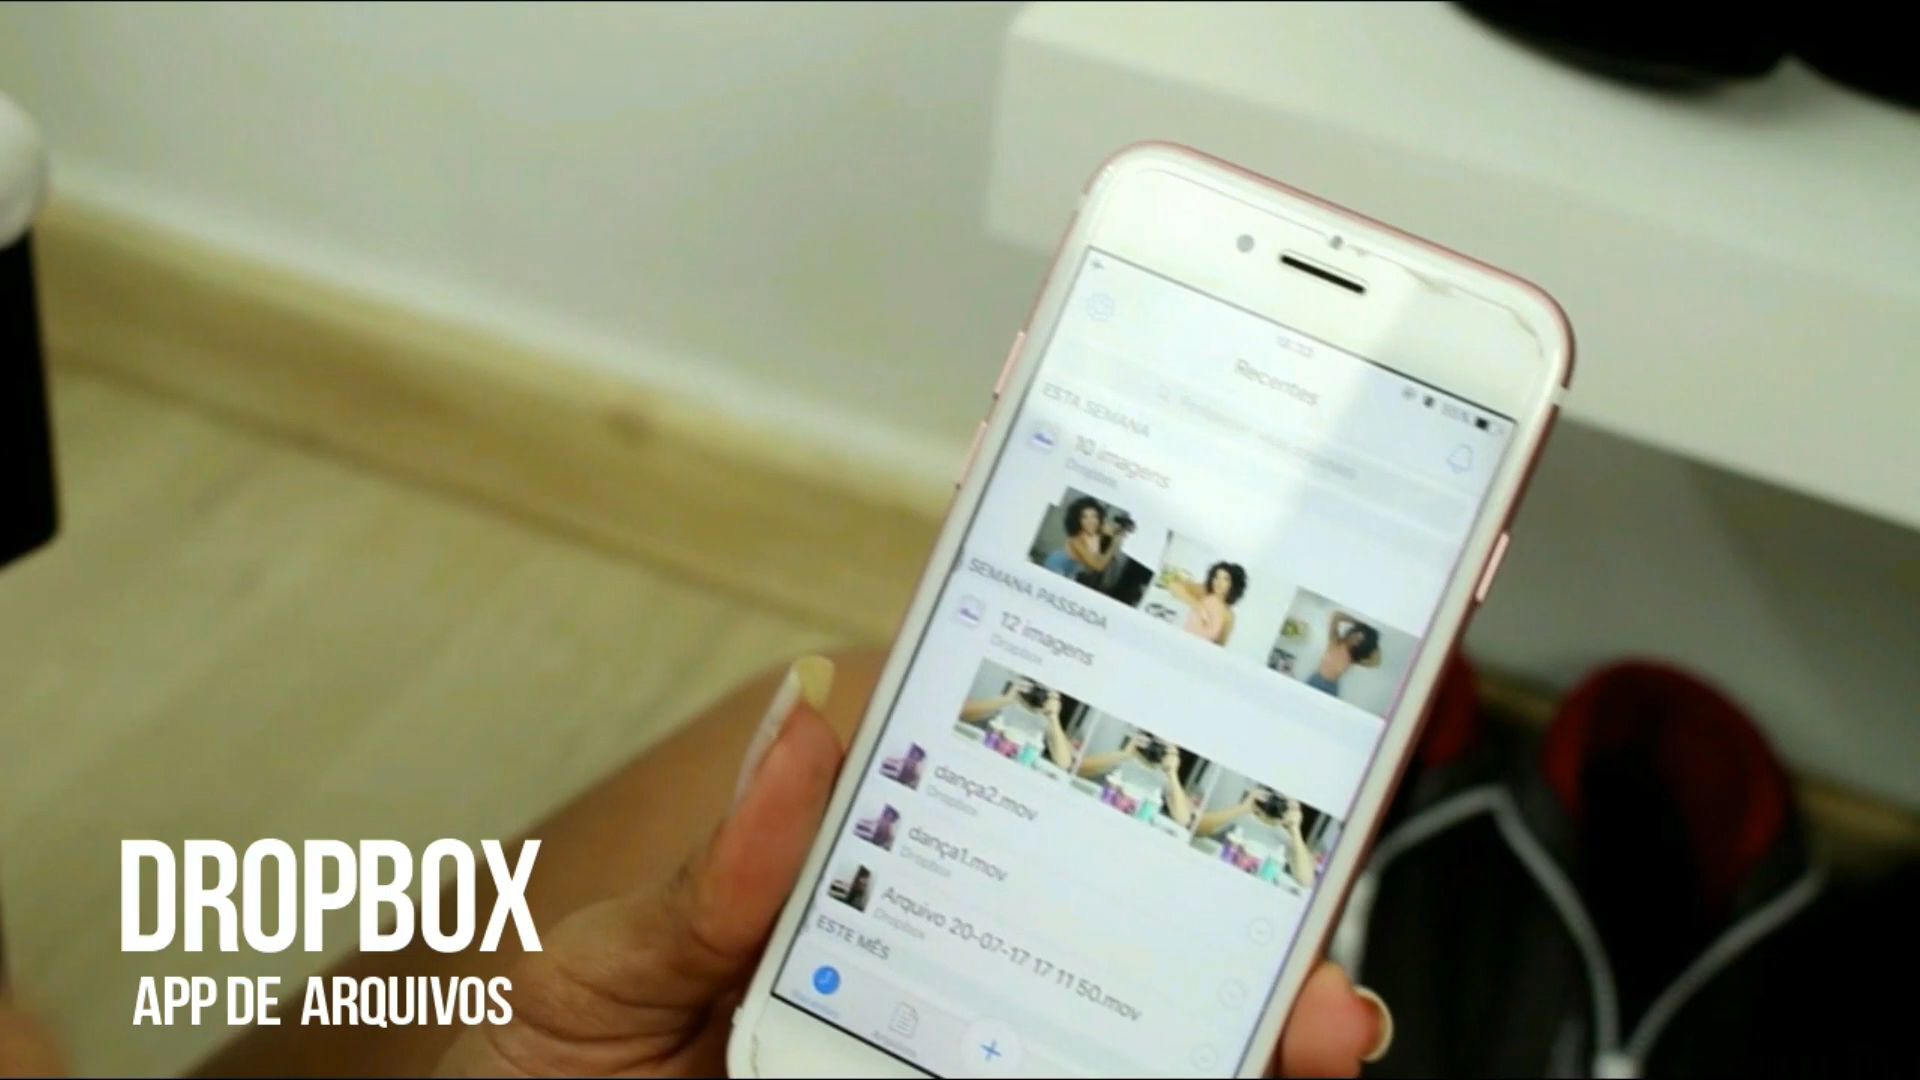 Recentes
ESTA SEMANA
10 imagens
Dropbox
SEMANA PASSADA
12 imagens
Dropbox
dança2.mov
Dropbox
dança1.mov
Dropbox
Arquivo 20-07-17 17 11 50.mov
Dropbox
ESTE MÊS
DROPBOX
APP DE ARQUIVOS